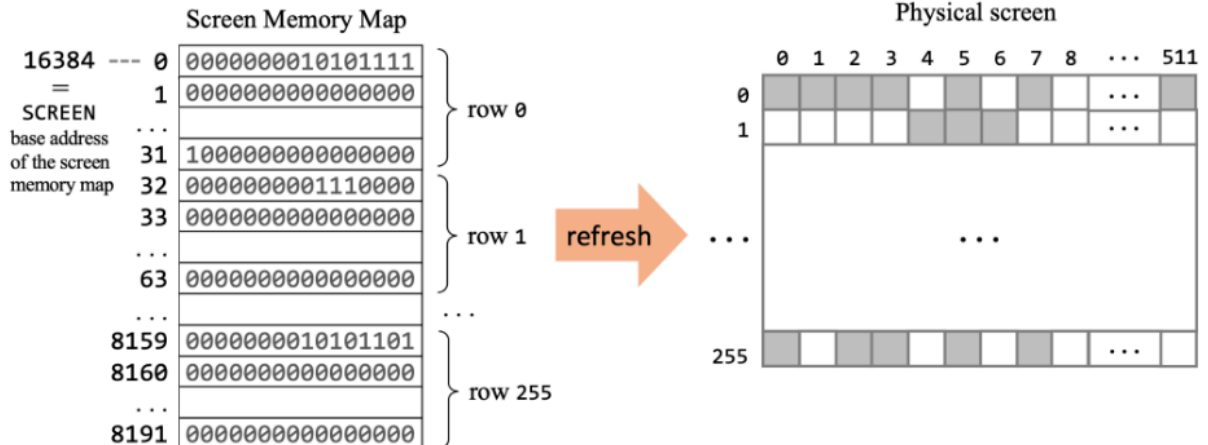 Screen Memory Map
16384 --- 0 0000000010101111
=
SCREEN
base address
of the screen
memory map
1 0000000000000000
...
31 1000000000000000
row 0
32 0000000001110000
33 0000000000000000
...
63 0000000000000000
row 1
...
...
8159 0000000010101101
8160 0000000000000000
...
8191 0000000000000000
row 255
refresh
Physical screen
0 1 2 3 4 5 6 7 8 ... 511
0 ...
1 ...
... ...
255 ...